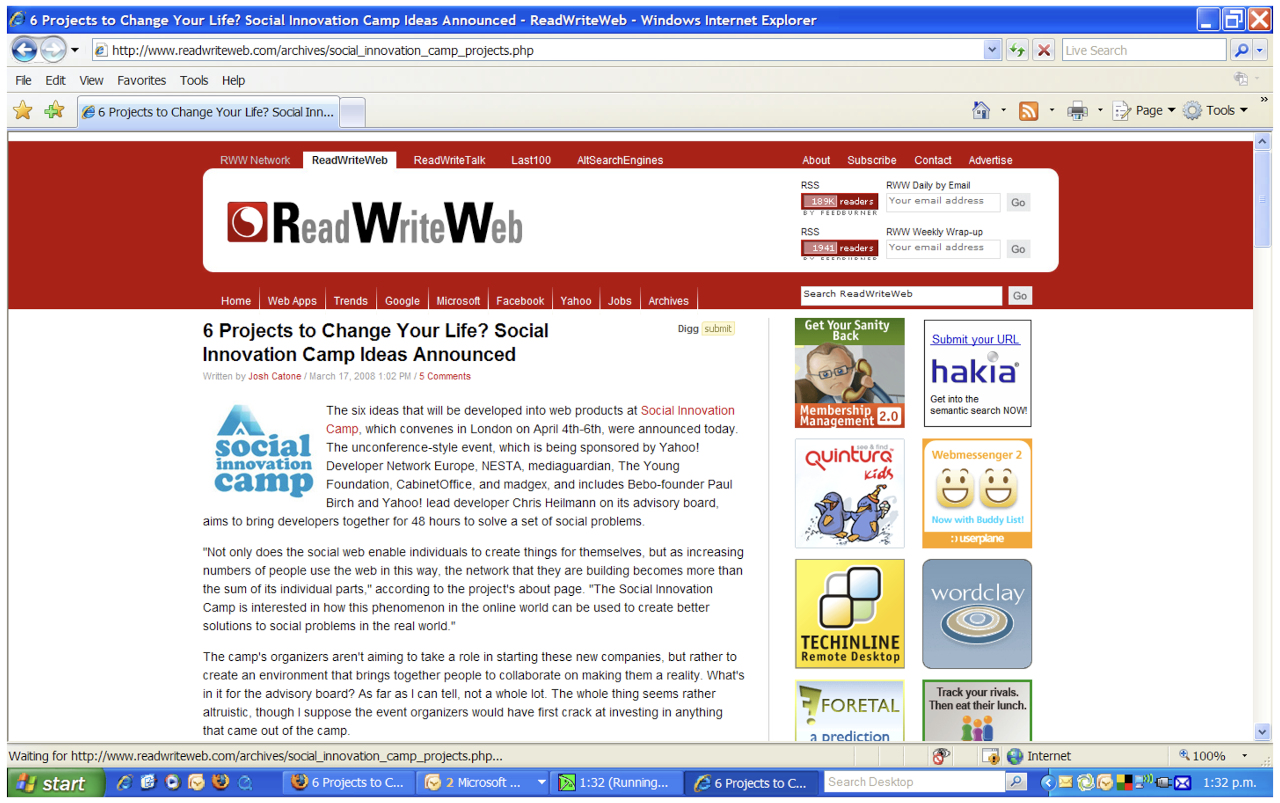 6 Projects to Change Your Life? Social Innovation Camp Ideas Announced - ReadWriteWeb - Windows Internet Explorer
http://www.readwriteweb.com/archives/social_innovation_camp_projects.php
Live Search
File Edit View Favorites Tools Help
6 Projects to Change Your Life? Social Inn...
Page Tools
RWW Network ReadWriteWeb ReadWriteTalk Last100 AltSearchEngines About Subscribe Contact Advertise
RSS RWW Daily by Email
189K readers Your email address Go
BY FEEDBURNER
ReadWriteWeb
RSS RWW Weekly Wrap-up
1941 readers Your email address Go
BY FEEDBURNER
Home Web Apps Trends Google Microsoft Facebook Yahoo Jobs Archives
Search ReadWriteWeb Go
6 Projects to Change Your Life? Social
Innovation Camp Ideas Announced
Digg submit
Written by Josh Catone / March 17, 2008 1:02 PM / 5 Comments
social
innovation
camp
The six ideas that will be developed into web products at Social Innovation
Camp, which convenes in London on April 4th-6th, were announced today.
The unconference-style event, which is being sponsored by Yahoo!
Developer Network Europe, NESTA, mediaguardian, The Young
Foundation, CabinetOffice, and madgex, and includes Bebo-founder Paul
Birch and Yahoo! lead developer Chris Heilmann on its advisory board,
aims to bring developers together for 48 hours to solve a set of social problems.
"Not only does the social web enable individuals to create things for themselves, but as increasing
numbers of people use the web in this way, the network that they are building becomes more than
the sum of its individual parts," according to the project's about page. "The Social Innovation
Camp is interested in how this phenomenon in the online world can be used to create better
solutions to social problems in the real world."
The camp's organizers aren't aiming to take a role in starting these new companies, but rather to
create an environment that brings together people to collaborate on making them a reality. What's
in it for the advisory board? As far as I can tell, not a whole lot. The whole thing seems rather
altruistic, though I suppose the event organizers would have first crack at investing in anything
that came out of the camp.
Get Your Sanity
Back
Membership
Management 2.0
Submit your URL
hakia
Get into the
semantic search NOW!
see & find
Quintura
kids
Webmessenger 2
Now with Buddy List!
:) userplane
TECHINLINE
Remote Desktop
wordclay
FORETAL
a prediction
Track your rivals.
Then eat their lunch.
Waiting for http://www.readwriteweb.com/archives/social_innovation_camp_projects.php... Internet 100%
start 6 Projects to C... 2 Microsoft ... 1:32 (Running... 6 Projects to C... Search Desktop 1:32 p.m.